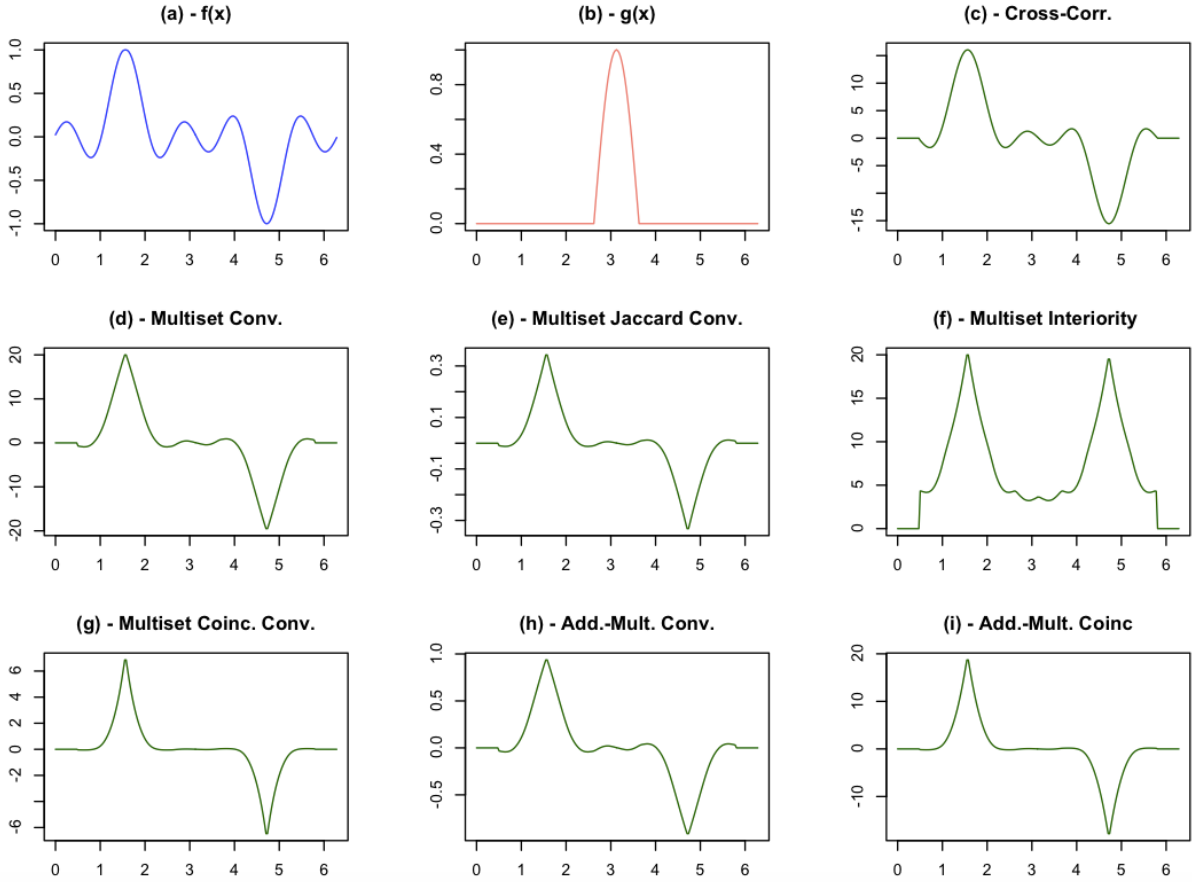 (a) - f(x)
(b) - g(x)
(c) - Cross-Corr.
1.0
0.5
0.0
-0.5
-1.0
0 1 2 3 4 5 6
0.8
0.4
0.0
0 1 2 3 4 5 6
10
5
0
-5
-15
0 1 2 3 4 5 6
(d) - Multiset Conv.
(e) - Multiset Jaccard Conv.
(f) - Multiset Interiority
20
10
0
-10
-20
0 1 2 3 4 5 6
0.3
0.1
-0.1
-0.3
0 1 2 3 4 5 6
20
15
10
5
0
0 1 2 3 4 5 6
(g) - Multiset Coinc. Conv.
(h) - Add.-Mult. Conv.
(i) - Add.-Mult. Coinc
6
4
2
0
-2
-6
0 1 2 3 4 5 6
1.0
0.5
0.0
-0.5
0 1 2 3 4 5 6
20
10
0
-10
0 1 2 3 4 5 6